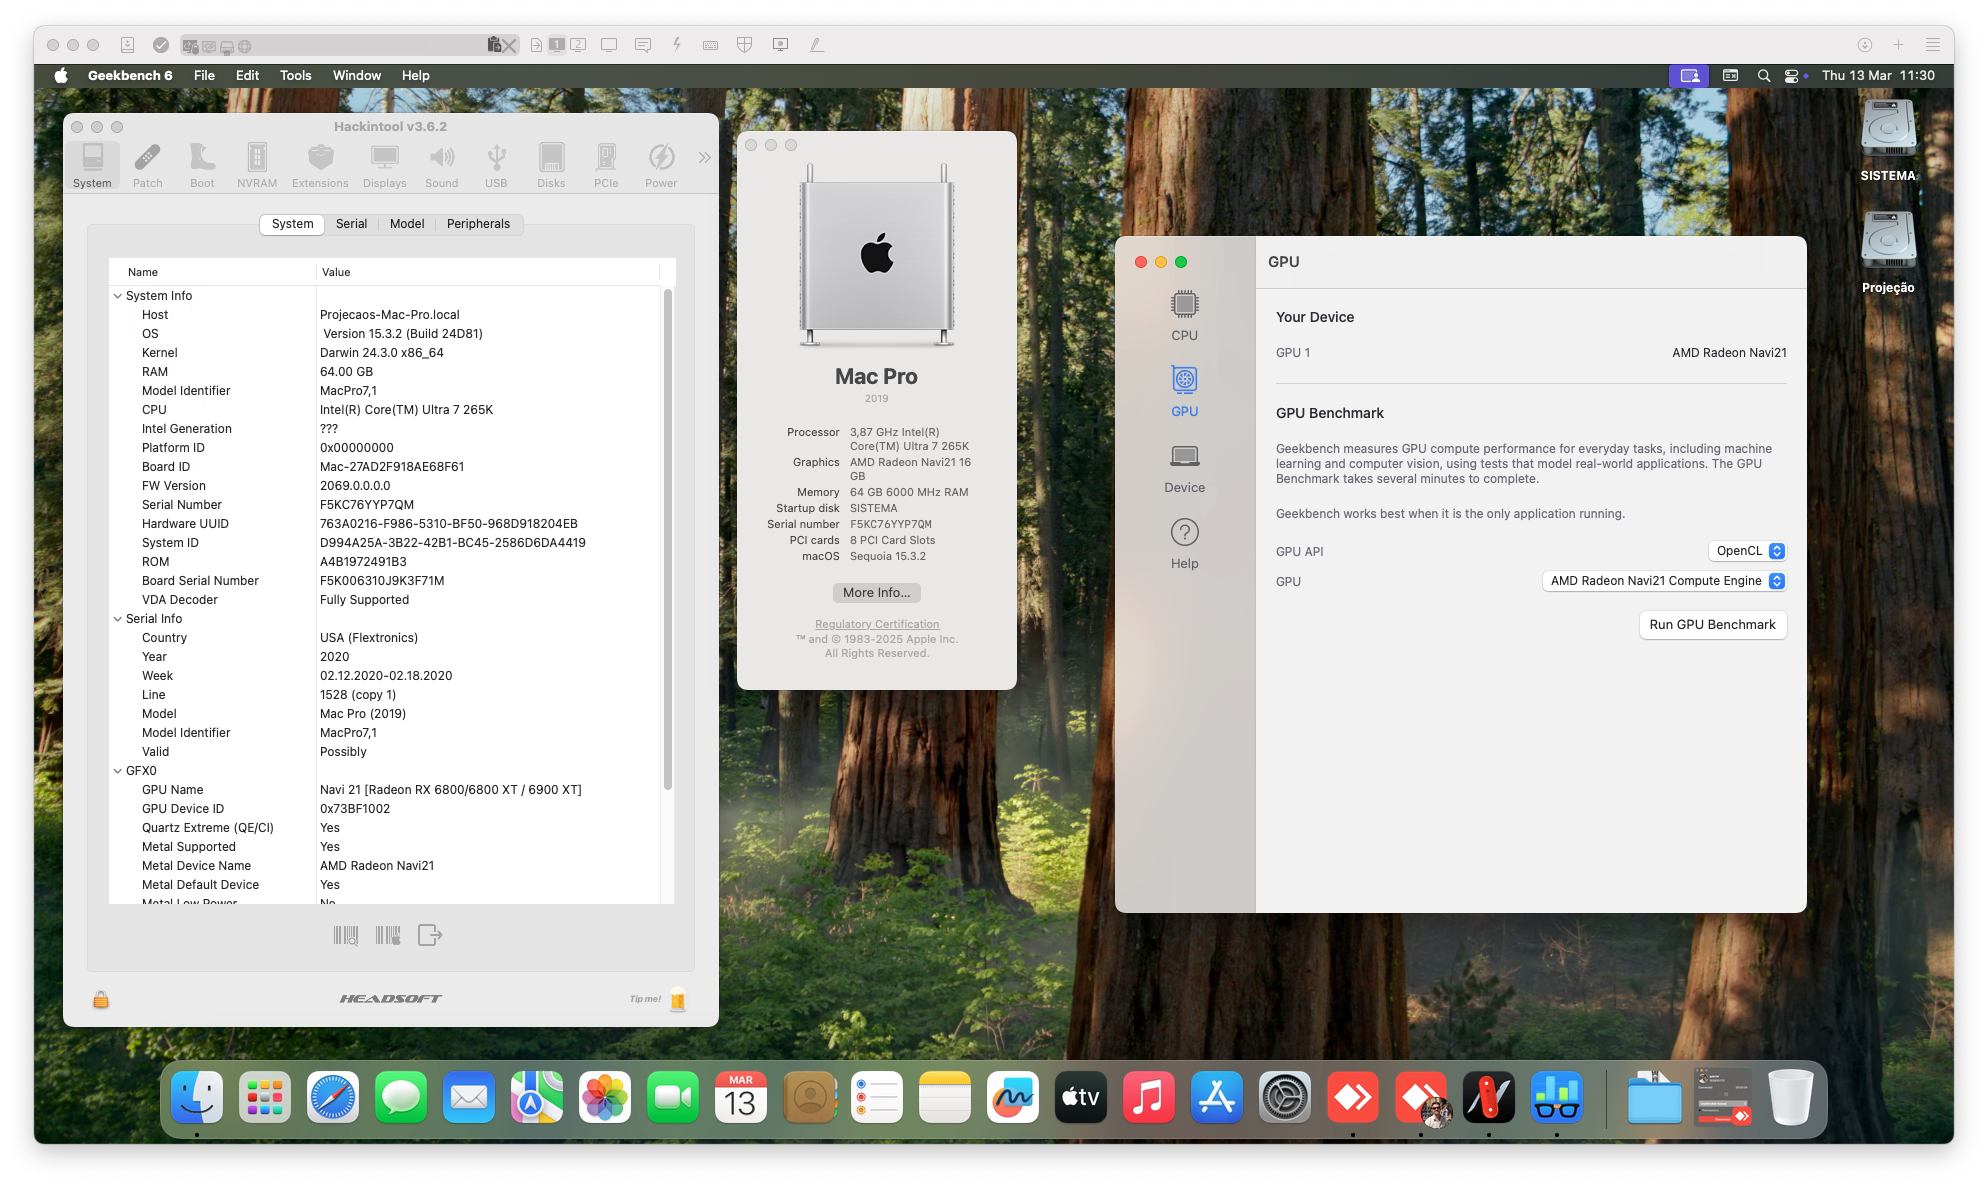 1
2
Geekbench 6 File Edit Tools Window Help
Thu 13 Mar 11:30
Hackintool v3.6.2
System Patch Boot NVRAM Extensions Displays Sound USB Disks PCIe Power
System Serial Model Peripherals
Name Value
System Info
Host Projecaos-Mac-Pro.local
OS Version 15.3.2 (Build 24D81)
Kernel Darwin 24.3.0 x86_64
RAM 64.00 GB
Model Identifier MacPro7,1
CPU Intel(R) Core(TM) Ultra 7 265K
Intel Generation ???
Platform ID 0x00000000
Board ID Mac-27AD2F918AE68F61
FW Version 2069.0.0.0.0
Serial Number F5KC76YYP7QM
Hardware UUID 763A0216-F986-5310-BF50-968D918204EB
System ID D994A25A-3B22-42B1-BC45-2586D6DA4419
ROM A4B1972491B3
Board Serial Number F5K006310J9K3F71M
VDA Decoder Fully Supported
Serial Info
Country USA (Flextronics)
Year 2020
Week 02.12.2020-02.18.2020
Line 1528 (copy 1)
Model Mac Pro (2019)
Model Identifier MacPro7,1
Valid Possibly
GFX0
GPU Name Navi 21 [Radeon RX 6800/6800 XT / 6900 XT]
GPU Device ID 0x73BF1002
Quartz Extreme (QE/CI) Yes
Metal Supported Yes
Metal Device Name AMD Radeon Navi21
Metal Default Device Yes
Metal Low Power No
HEADSOFT
Tip me!
Mac Pro
2019
Processor 3,87 GHz Intel(R)
Core(TM) Ultra 7 265K
Graphics AMD Radeon Navi21 16
GB
Memory 64 GB 6000 MHz RAM
Startup disk SISTEMA
Serial number F5KC76YYP7QM
PCI cards 8 PCI Card Slots
macOS Sequoia 15.3.2
More Info...
Regulatory Certification
™ and © 1983-2025 Apple Inc.
All Rights Reserved.
CPU
GPU
Device
Help
GPU
Your Device
GPU 1 AMD Radeon Navi21
GPU Benchmark
Geekbench measures GPU compute performance for everyday tasks, including machine
learning and computer vision, using tests that model real-world applications. The GPU
Benchmark takes several minutes to complete.
Geekbench works best when it is the only application running.
GPU API OpenCL
GPU AMD Radeon Navi21 Compute Engine
Run GPU Benchmark
SISTEMA
Projeção
MAR
13
tv